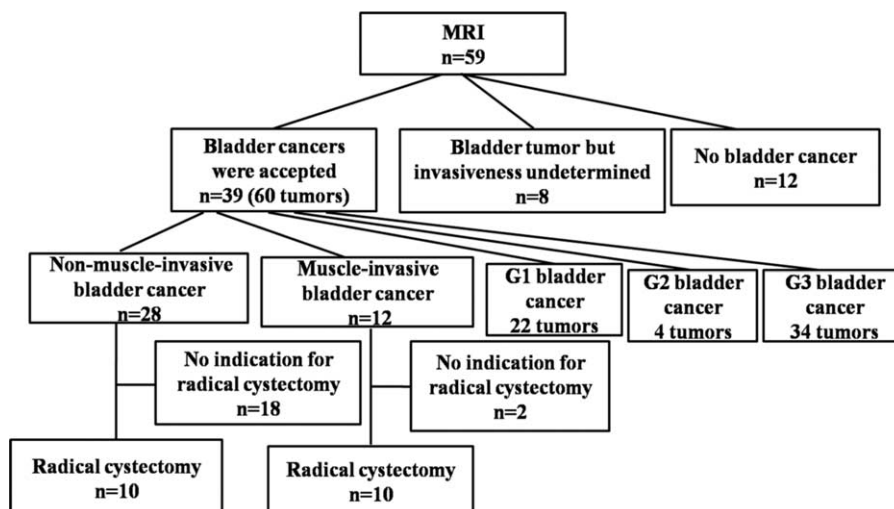 MRI
n=59
Bladder cancers
were accepted
n=39 (60 tumors)
Bladder tumor but
invasiveness undetermined
n=8
No bladder cancer
n=12
Non-muscle-invasive
bladder cancer
n=28
Muscle-invasive
bladder cancer
n=12
G1 bladder
cancer
22 tumors
G2 bladder
cancer
4 tumors
G3 bladder
cancer
34 tumors
No indication for
radical cystectomy
n=18
No indication for
radical cystectomy
n=2
Radical cystectomy
n=10
Radical cystectomy
n=10